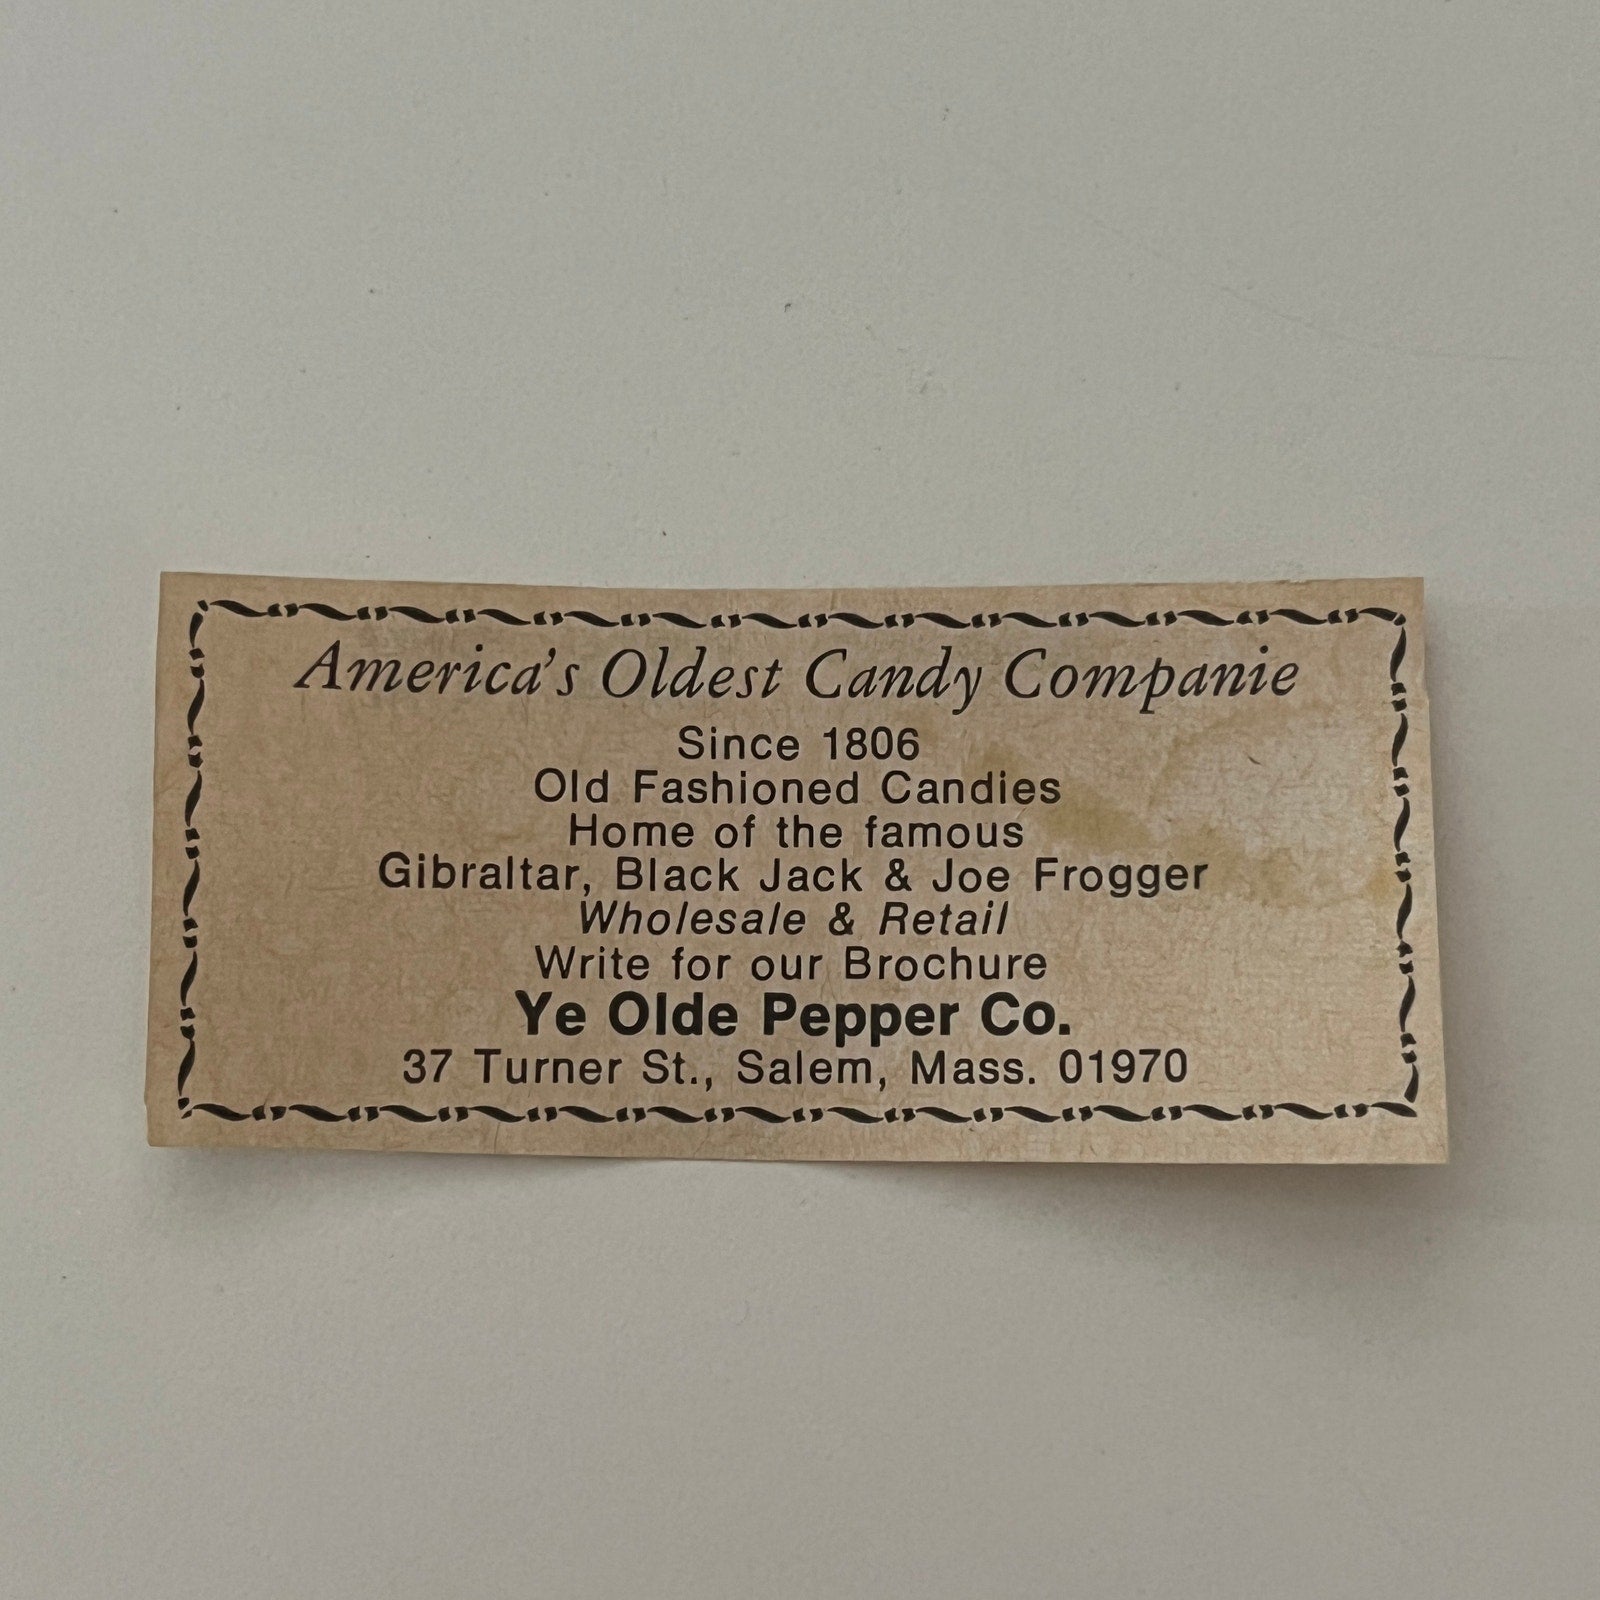 America's Oldest Candy Companie
Since 1806
Old Fashioned Candies
Home of the famous
Gibraltar, Black Jack & Joe Frogger
Wholesale & Retail
Write for our Brochure
Ye Olde Pepper Co.
37 Turner St., Salem, Mass. 01970